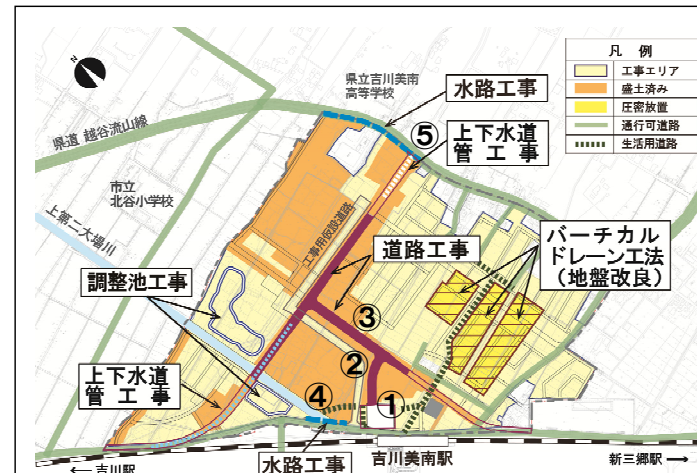 凡 例
工事エリア
盛土済み
圧密放置
通行可道路
生活用道路
N
県立吉川美南
高等学校
水路工事
⑤
上下水道
管 工 事
県道 越谷流山線
市立
北谷小学校
上第二大場川
工事用仮設道路
道路工事
バーチカル
ドレーン工法
(地盤改良)
調整池工事
③
②
上下水道
管 工 事
④
①
水路工事
吉川美南駅
←吉川駅
新三郷駅→